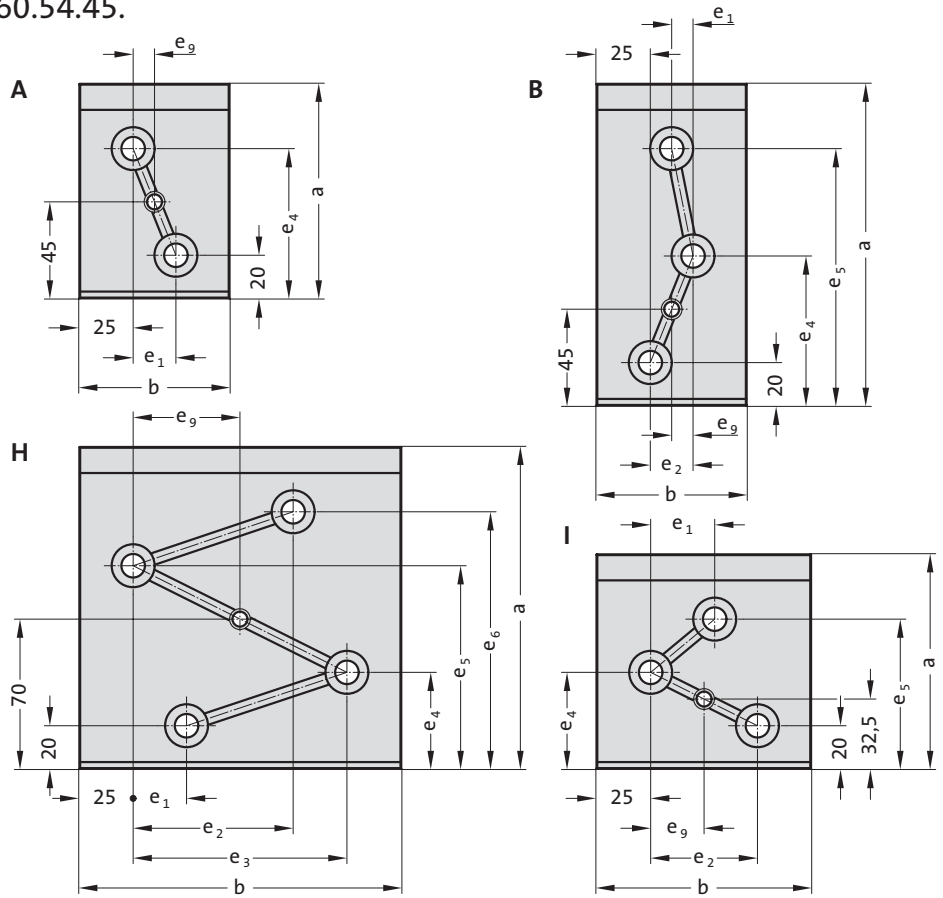 60.54.45.
e₉
A
a
e₄
45
20
25
e₁
b
e₁
25
B
a
e₅
e₄
45
20
e₉
e₂
b
e₉
H
a
e₆
e₅
e₄
70
20
25
e₁
e₂
e₃
b
e₁
I
a
e₅
e₄
20
32,5
25
e₉
e₂
b